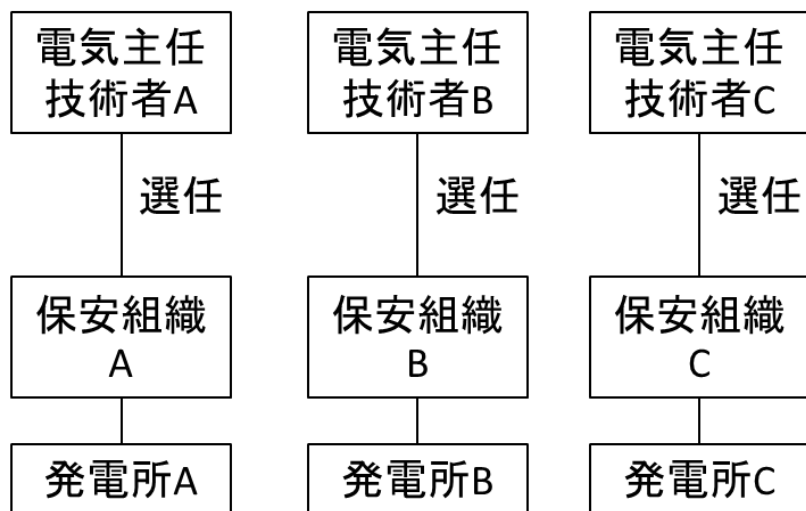 電気主任
技術者A
電気主任
技術者B
電気主任
技術者C
選任
選任
選任
保安組織
A
保安組織
B
保安組織
C
発電所A
発電所B
発電所C